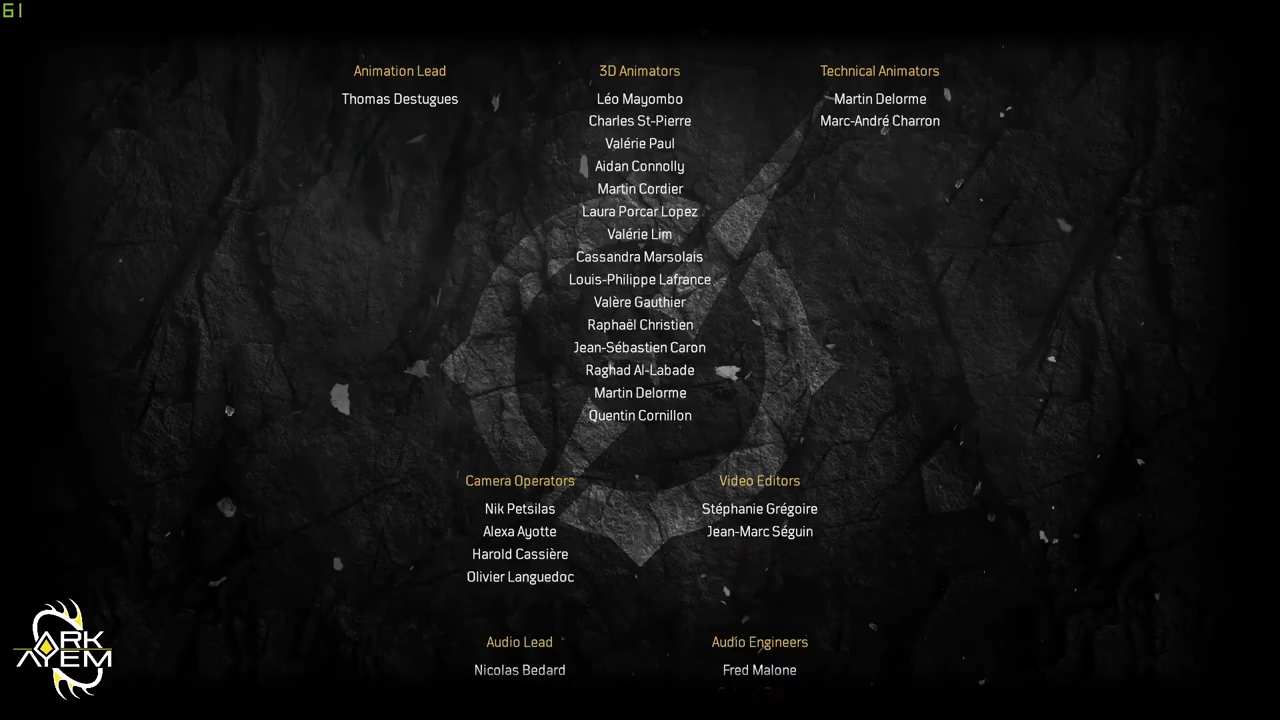 61
Animation Lead
Thomas Destugues
3D Animators
Léo Mayombo
Charles St-Pierre
Valérie Paul
Aidan Connolly
Martin Cordier
Laura Porcar Lopez
Valérie Lim
Cassandra Marsolais
Louis-Philippe Lafrance
Valère Gauthier
Raphaël Christien
Jean-Sébastien Caron
Raghad Al-Labade
Martin Delorme
Quentin Cornillon
Technical Animators
Martin Delorme
Marc-André Charron
Camera Operators
Nik Petsilas
Alexa Ayotte
Harold Cassière
Olivier Languedoc
Video Editors
Stéphanie Grégoire
Jean-Marc Séguin
Audio Lead
Nicolas Bedard
Audio Engineers
Fred Malone
ARK
AYEM